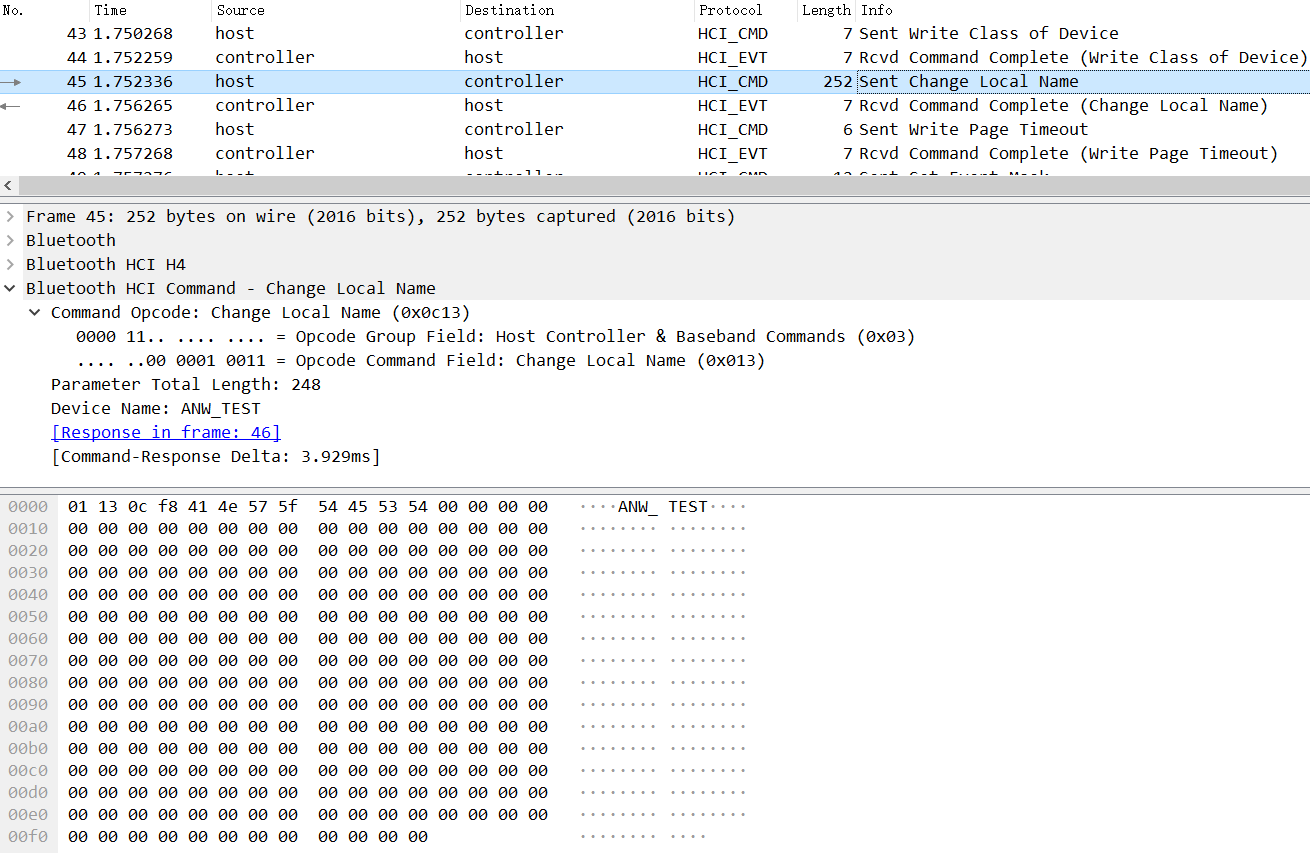 No. Time Source Destination Protocol Length Info
43 1.750268 host controller HCI_CMD 7 Sent Write Class of Device
44 1.752259 controller host HCI_EVT 7 Rcvd Command Complete (Write Class of Device)
45 1.752336 host controller HCI_CMD 252 Sent Change Local Name
46 1.756265 controller host HCI_EVT 7 Rcvd Command Complete (Change Local Name)
47 1.756273 host controller HCI_CMD 6 Sent Write Page Timeout
48 1.757268 controller host HCI_EVT 7 Rcvd Command Complete (Write Page Timeout)
Frame 45: 252 bytes on wire (2016 bits), 252 bytes captured (2016 bits)
Bluetooth
Bluetooth HCI H4
Bluetooth HCI Command - Change Local Name
Command Opcode: Change Local Name (0x0c13)
0000 11.. .... .... = Opcode Group Field: Host Controller & Baseband Commands (0x03)
.... ..00 0001 0011 = Opcode Command Field: Change Local Name (0x013)
Parameter Total Length: 248
Device Name: ANW_TEST
[Response in frame: 46]
[Command-Response Delta: 3.929ms]
0000 01 13 0c f8 41 4e 57 5f 54 45 53 54 00 00 00 00 ····ANW_ TEST····
0010 00 00 00 00 00 00 00 00 00 00 00 00 00 00 00 00 ········ ········
0020 00 00 00 00 00 00 00 00 00 00 00 00 00 00 00 00 ········ ········
0030 00 00 00 00 00 00 00 00 00 00 00 00 00 00 00 00 ········ ········
0040 00 00 00 00 00 00 00 00 00 00 00 00 00 00 00 00 ········ ········
0050 00 00 00 00 00 00 00 00 00 00 00 00 00 00 00 00 ········ ········
0060 00 00 00 00 00 00 00 00 00 00 00 00 00 00 00 00 ········ ········
0070 00 00 00 00 00 00 00 00 00 00 00 00 00 00 00 00 ········ ········
0080 00 00 00 00 00 00 00 00 00 00 00 00 00 00 00 00 ········ ········
0090 00 00 00 00 00 00 00 00 00 00 00 00 00 00 00 00 ········ ········
00a0 00 00 00 00 00 00 00 00 00 00 00 00 00 00 00 00 ········ ········
00b0 00 00 00 00 00 00 00 00 00 00 00 00 00 00 00 00 ········ ········
00c0 00 00 00 00 00 00 00 00 00 00 00 00 00 00 00 00 ········ ········
00d0 00 00 00 00 00 00 00 00 00 00 00 00 00 00 00 00 ········ ········
00e0 00 00 00 00 00 00 00 00 00 00 00 00 00 00 00 00 ········ ········
00f0 00 00 00 00 00 00 00 00 00 00 00 00 ········ ····